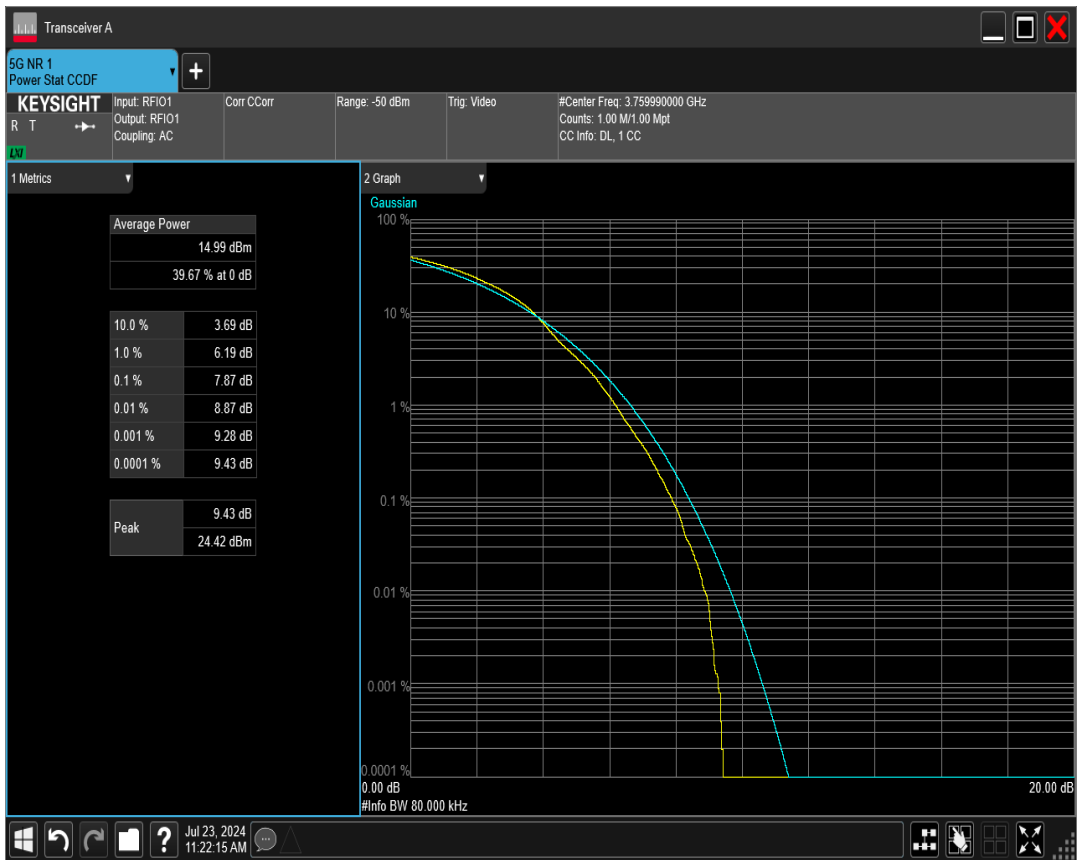 Transceiver A
5G NR 1
Power Stat CCDF
KEYSIGHT
R T
LXI
Input: RFIO1
Output: RFIO1
Coupling: AC
Corr CCorr
Range: -50 dBm
Trig: Video
#Center Freq: 3.759990000 GHz
Counts: 1.00 M/1.00 Mpt
CC Info: DL, 1 CC
1 Metrics
Average Power
14.99 dBm
39.67 % at 0 dB
10.0 % 3.69 dB
1.0 % 6.19 dB
0.1 % 7.87 dB
0.01 % 8.87 dB
0.001 % 9.28 dB
0.0001 % 9.43 dB
Peak
9.43 dB
24.42 dBm
2 Graph
Gaussian
100 %
10 %
1 %
0.1 %
0.01 %
0.001 %
0.0001 %
0.00 dB
20.00 dB
#Info BW 80.000 kHz
Jul 23, 2024
11:22:15 AM